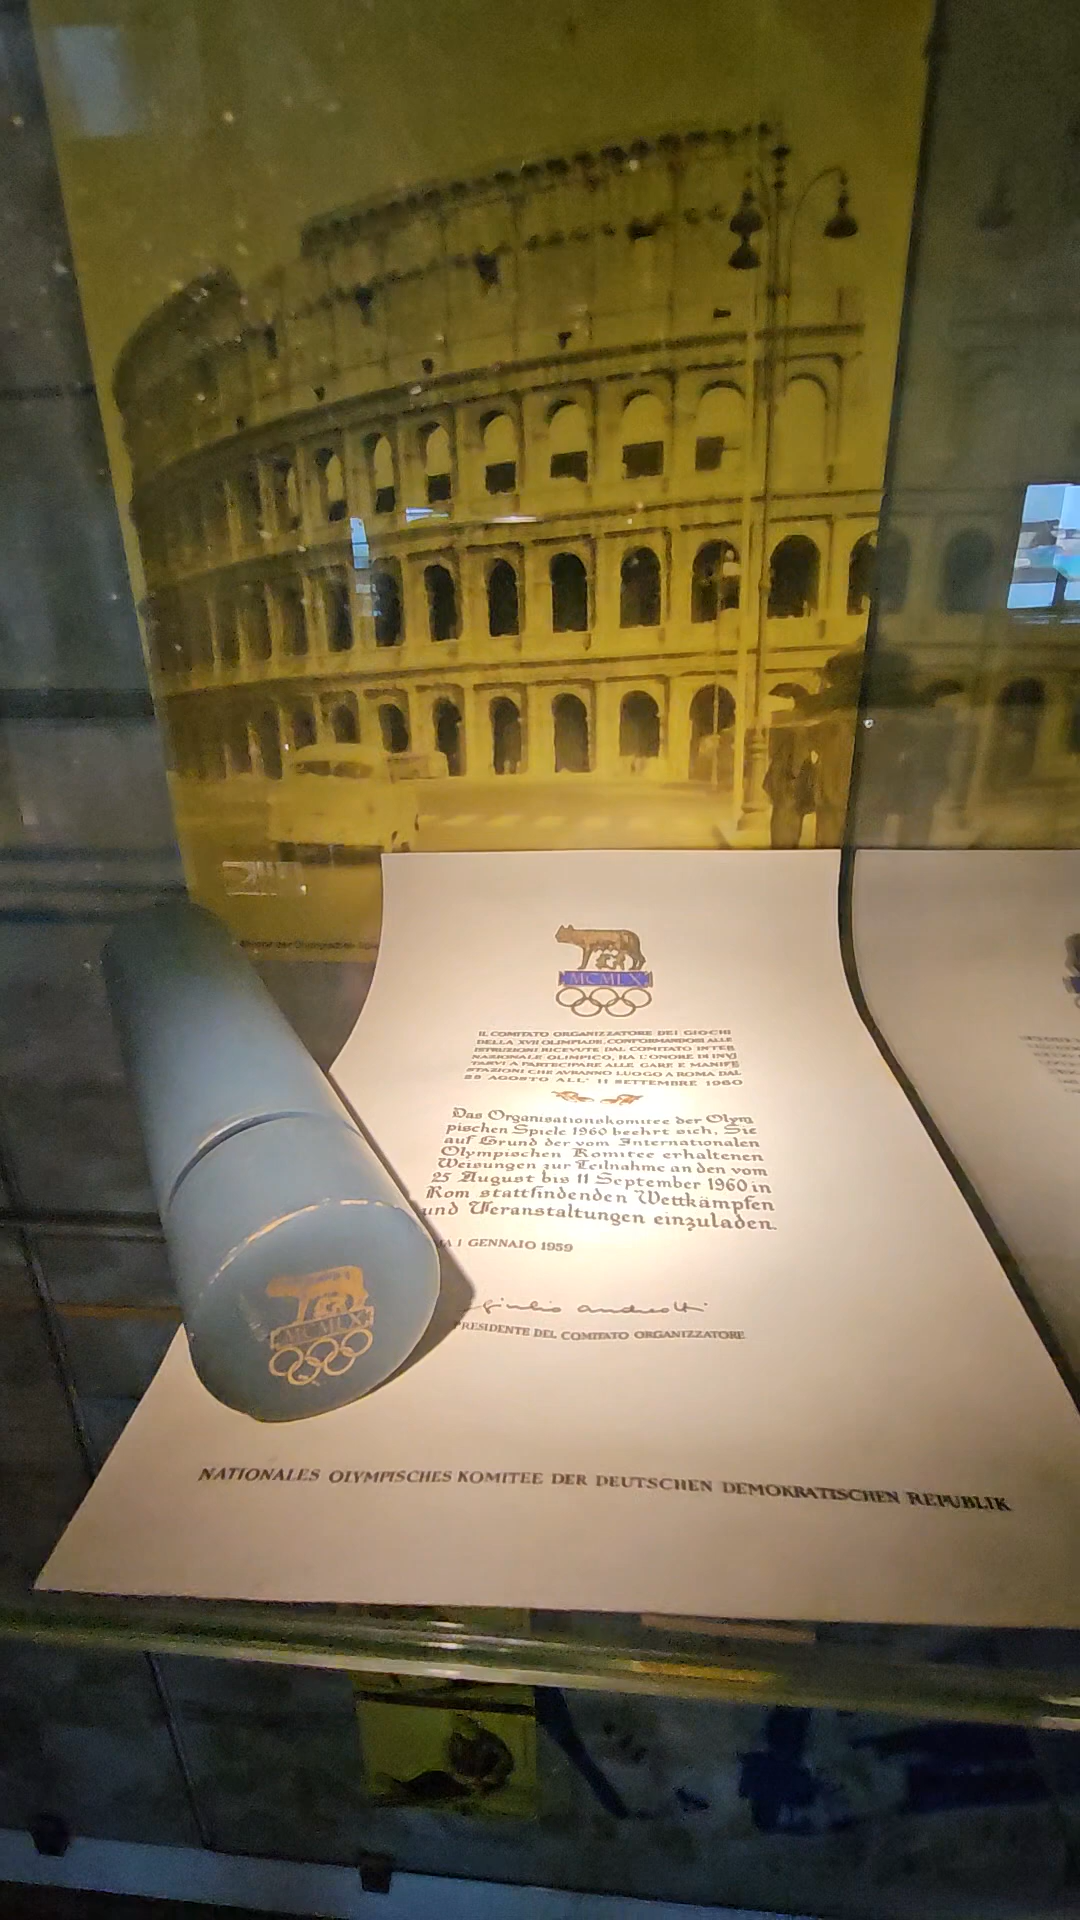 MCMLX
IL COMITATO ORGANIZZATORE DEI GIOCHI
DELLA XVII OLIMPIADE, CONFORMANDOSI ALLE
ISTRUZIONI RICEVUTE DAL COMITATO INTER
NAZIONALE OLIMPICO, HA L'ONORE DI INVI
TARVI A PARTECIPARE ALLE GARE E MANIFE
STAZIONI CHE AVRANNO LUOGO A ROMA DAL
25 AGOSTO ALL' 11 SETTEMBRE 1960
Das Organisationskomitee der Olym
pischen Spiele 1960 beehrt sich, Sie
auf Grund der vom Internationalen
Olympischen Komitee erhaltenen
Weisungen zur Teilnahme an den vom
25 August bis 11 September 1960 in
Rom stattfindenden Wettkämpfen
und Veranstaltungen einzuladen.
1 GENNAIO 1959
giulio andreotti
PRESIDENTE DEL COMITATO ORGANIZZATORE
MCMLX
NATIONALES OLYMPISCHES KOMITEE DER DEUTSCHEN DEMOKRATISCHEN REPUBLIK